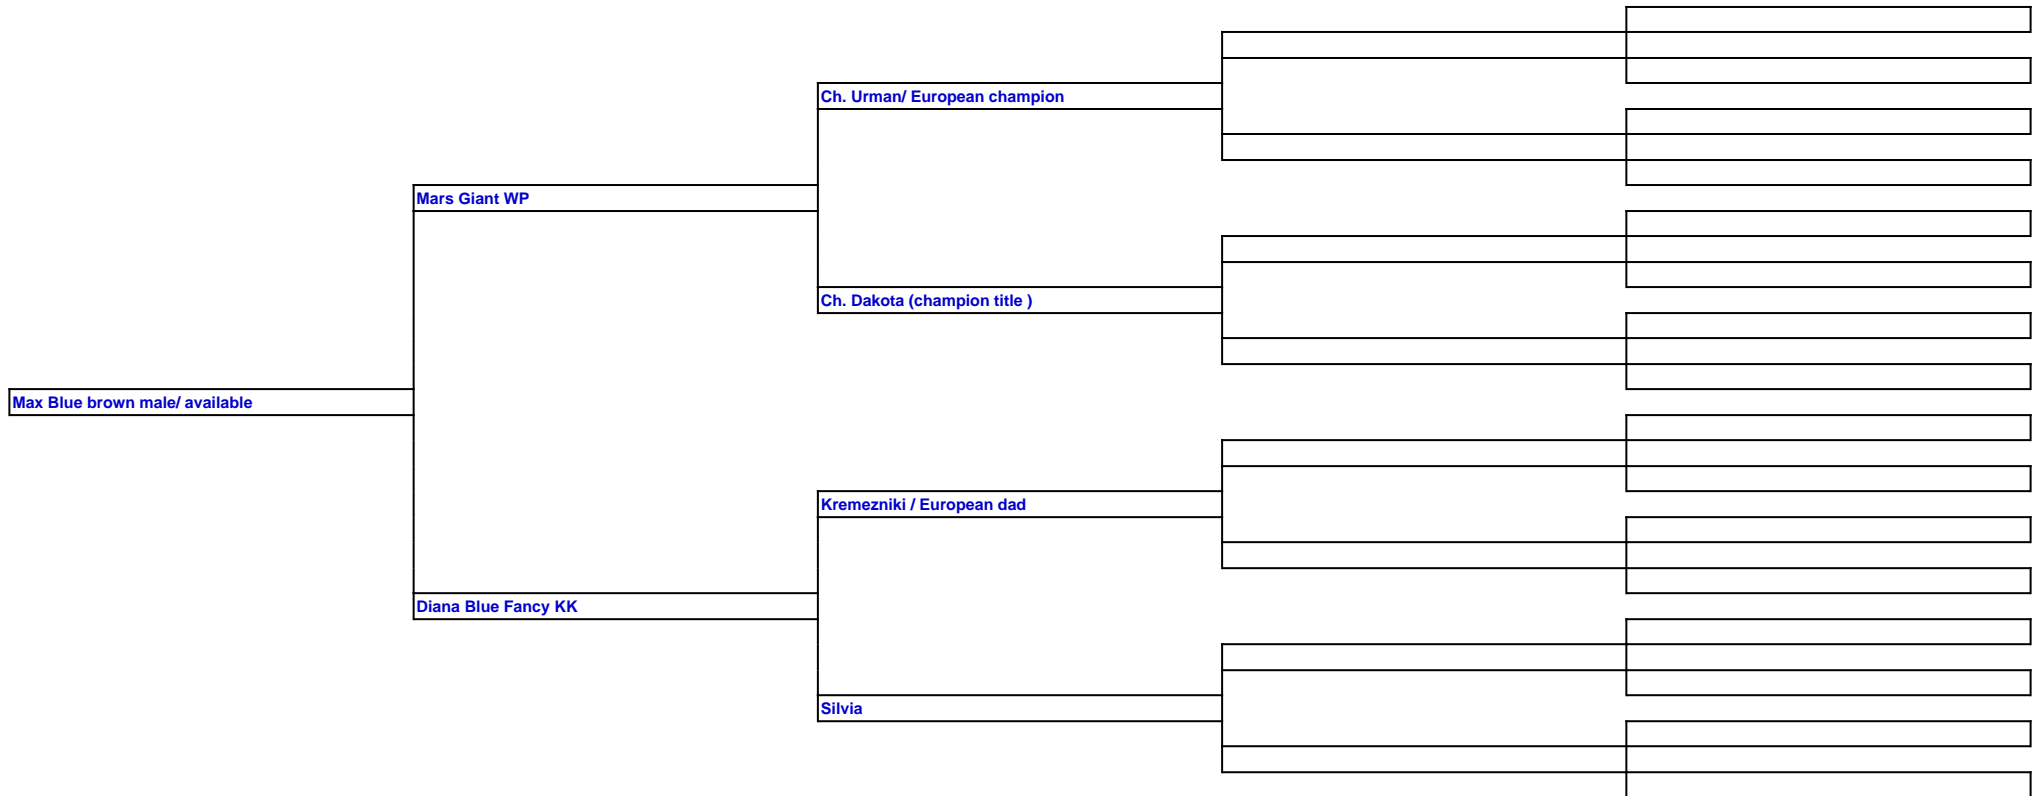 Ch. Urman/ European champion
Mars Giant WP
Ch. Dakota (champion title )
Max Blue brown male/ available
Kremezniki / European dad
Diana Blue Fancy KK
Silvia